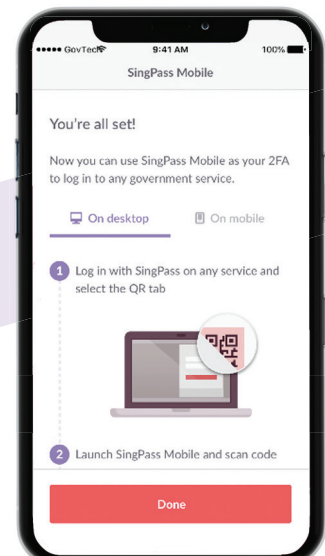 GovTech 9:41 AM 100%
SingPass Mobile
You're all set!
Now you can use SingPass Mobile as your 2FA
to log in to any government service.
On desktop On mobile
1 Log in with SingPass on any service and
select the QR tab
2 Launch SingPass Mobile and scan code
Done